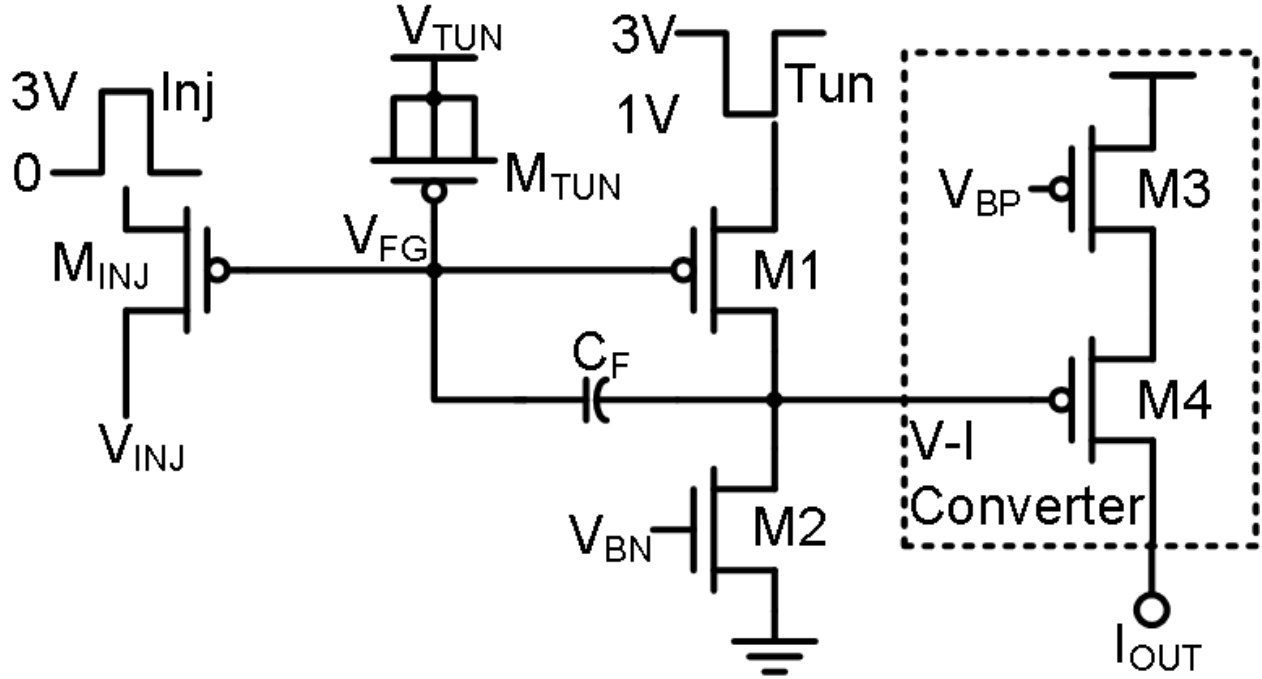 V_TUN
3V
Inj
3V
Tun
1V
0
M_TUN
V_BP
M3
V_FG
M_INJ
M1
C_F
M4
V_INJ
V-I
Converter
V_BN
M2
I_OUT